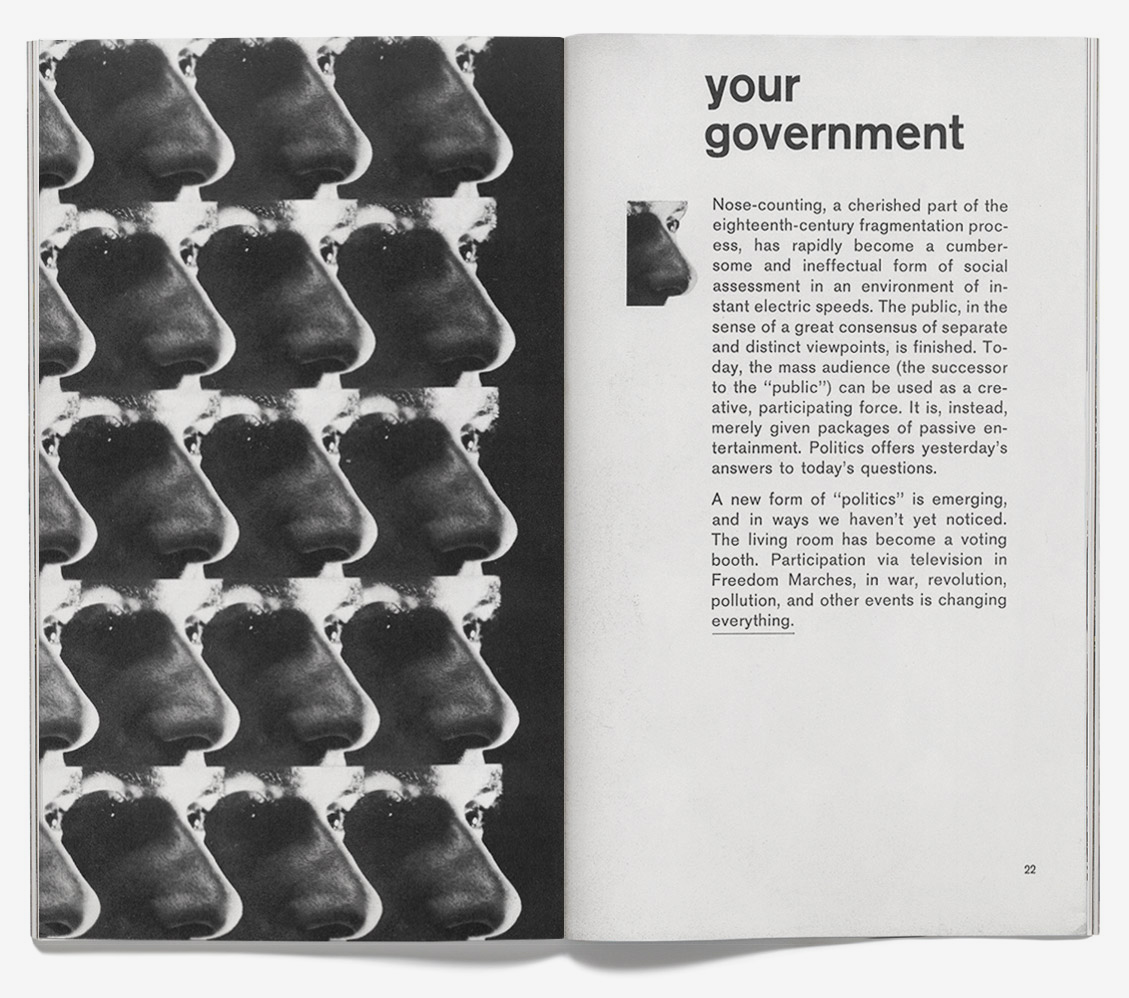 your
government
Nose-counting, a cherished part of the
eighteenth-century fragmentation proc-
ess, has rapidly become a cumber-
some and ineffectual form of social
assessment in an environment of in-
stant electric speeds. The public, in the
sense of a great consensus of separate
and distinct viewpoints, is finished. To-
day, the mass audience (the successor
to the “public”) can be used as a cre-
ative, participating force. It is, instead,
merely given packages of passive en-
tertainment. Politics offers yesterday’s
answers to today’s questions.
A new form of “politics” is emerging,
and in ways we haven’t yet noticed.
The living room has become a voting
booth. Participation via television in
Freedom Marches, in war, revolution,
pollution, and other events is changing
everything.
22